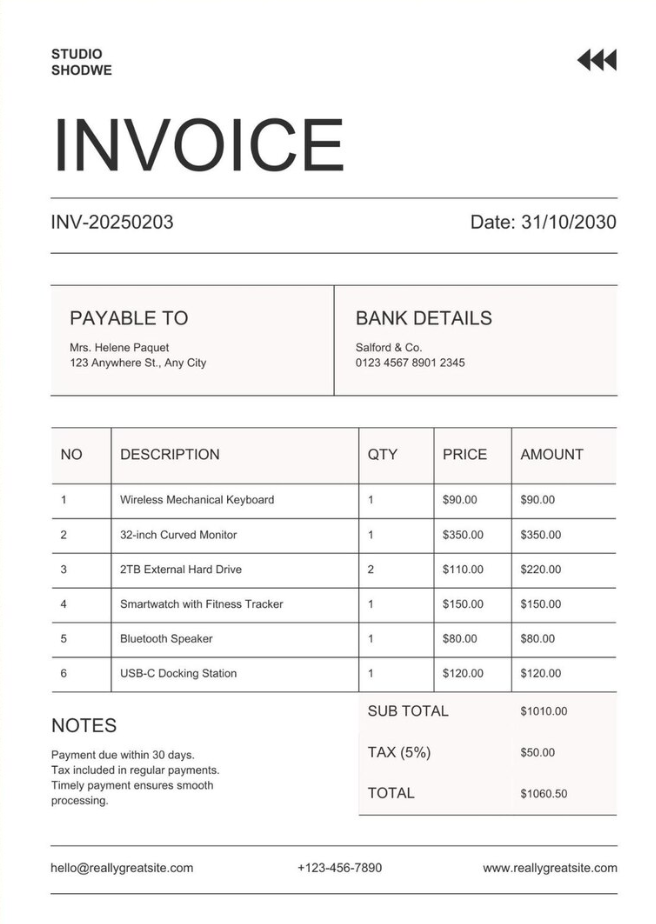 STUDIO
SHODWE
INVOICE
INV-20250203 Date: 31/10/2030
PAYABLE TO
Mrs. Helene Paquet
123 Anywhere St., Any City
BANK DETAILS
Salford & Co.
0123 4567 8901 2345
NO DESCRIPTION QTY PRICE AMOUNT
1 Wireless Mechanical Keyboard 1 $90.00 $90.00
2 32-inch Curved Monitor 1 $350.00 $350.00
3 2TB External Hard Drive 2 $110.00 $220.00
4 Smartwatch with Fitness Tracker 1 $150.00 $150.00
5 Bluetooth Speaker 1 $80.00 $80.00
6 USB-C Docking Station 1 $120.00 $120.00
SUB TOTAL $1010.00
TAX (5%) $50.00
TOTAL $1060.50
NOTES
Payment due within 30 days.
Tax included in regular payments.
Timely payment ensures smooth
processing.
hello@reallygreatsite.com +123-456-7890 www.reallygreatsite.com